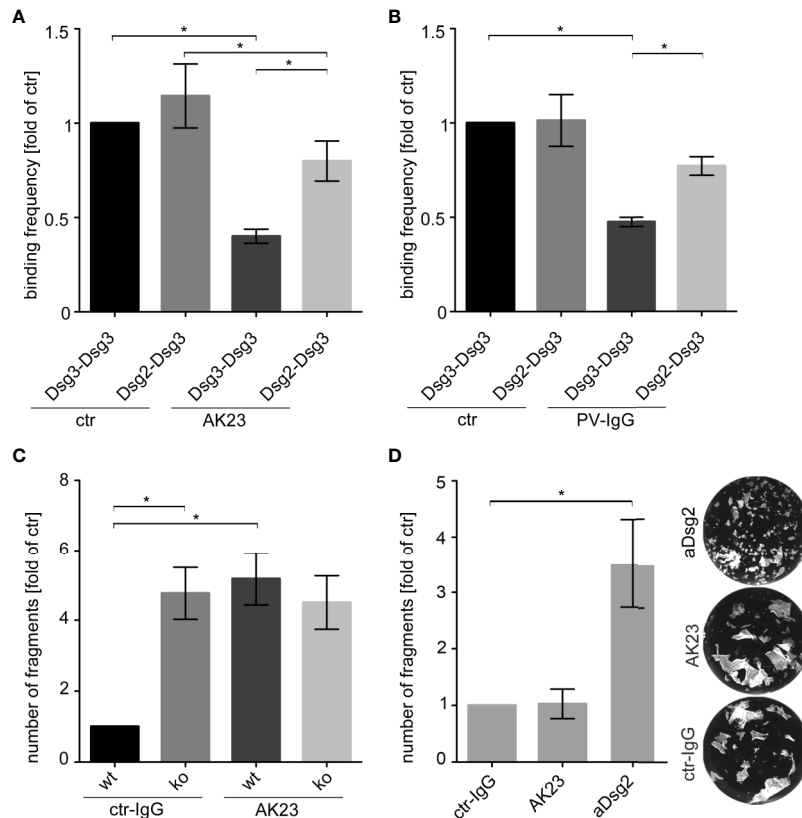 A
binding frequency [fold of ctr]
1.5
1
0.5
0
*
*
*
Dsg3-Dsg3
Dsg2-Dsg3
Dsg3-Dsg3
Dsg2-Dsg3
ctr
AK23
B
binding frequency [fold of ctr]
1.5
1
0.5
0
*
*
Dsg3-Dsg3
Dsg2-Dsg3
Dsg3-Dsg3
Dsg2-Dsg3
ctr
PV-IgG
C
number of fragments [fold of ctr]
8
6
4
2
0
*
*
wt
ko
wt
ko
ctr-IgG
AK23
D
number of fragments [fold of ctr]
5
4
3
2
1
0
*
ctr-IgG
AK23
aDsg2
aDsg2
AK23
ctr-IgG